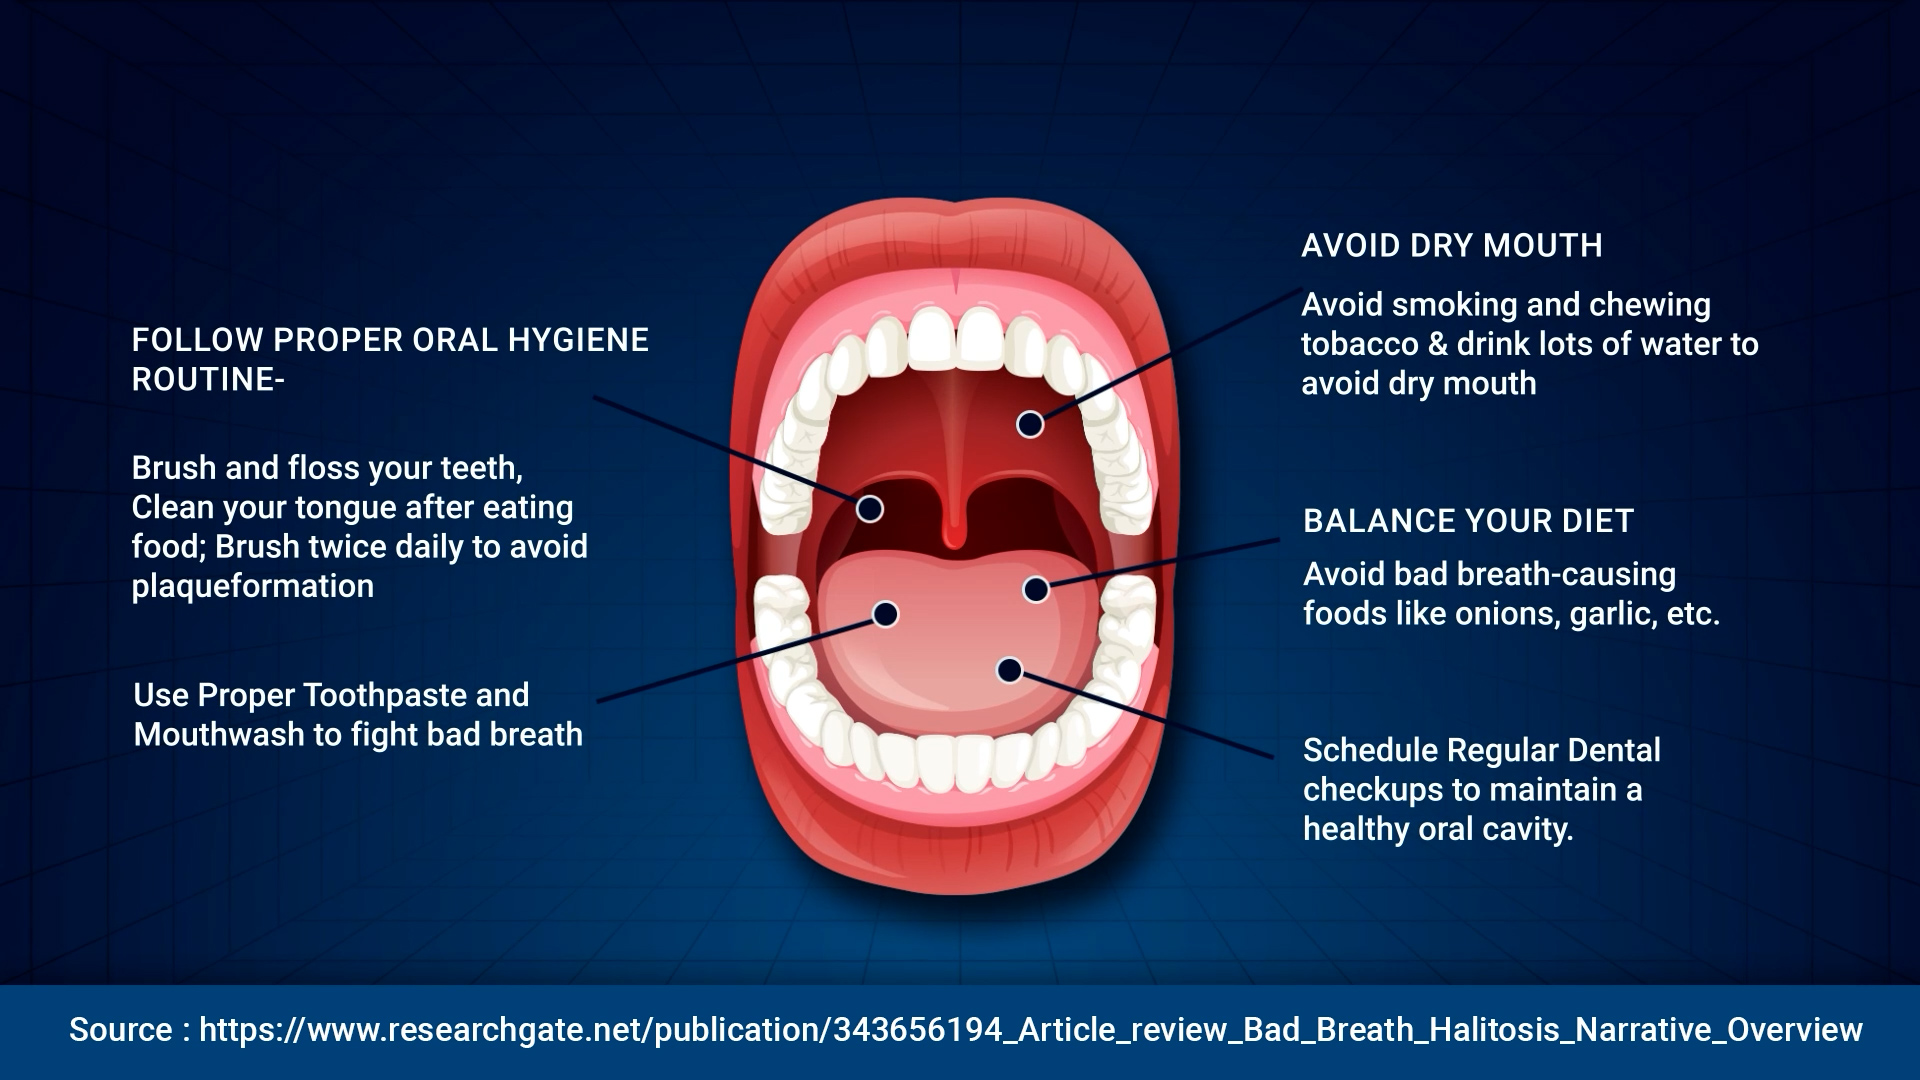 FOLLOW PROPER ORAL HYGIENE
ROUTINE-
Brush and floss your teeth,
Clean your tongue after eating
food; Brush twice daily to avoid
plaqueformation
Use Proper Toothpaste and
Mouthwash to fight bad breath
AVOID DRY MOUTH
Avoid smoking and chewing
tobacco & drink lots of water to
avoid dry mouth
BALANCE YOUR DIET
Avoid bad breath-causing
foods like onions, garlic, etc.
Schedule Regular Dental
checkups to maintain a
healthy oral cavity.
Source : https://www.researchgate.net/publication/343656194_Article_review_Bad_Breath_Halitosis_Narrative_Overview